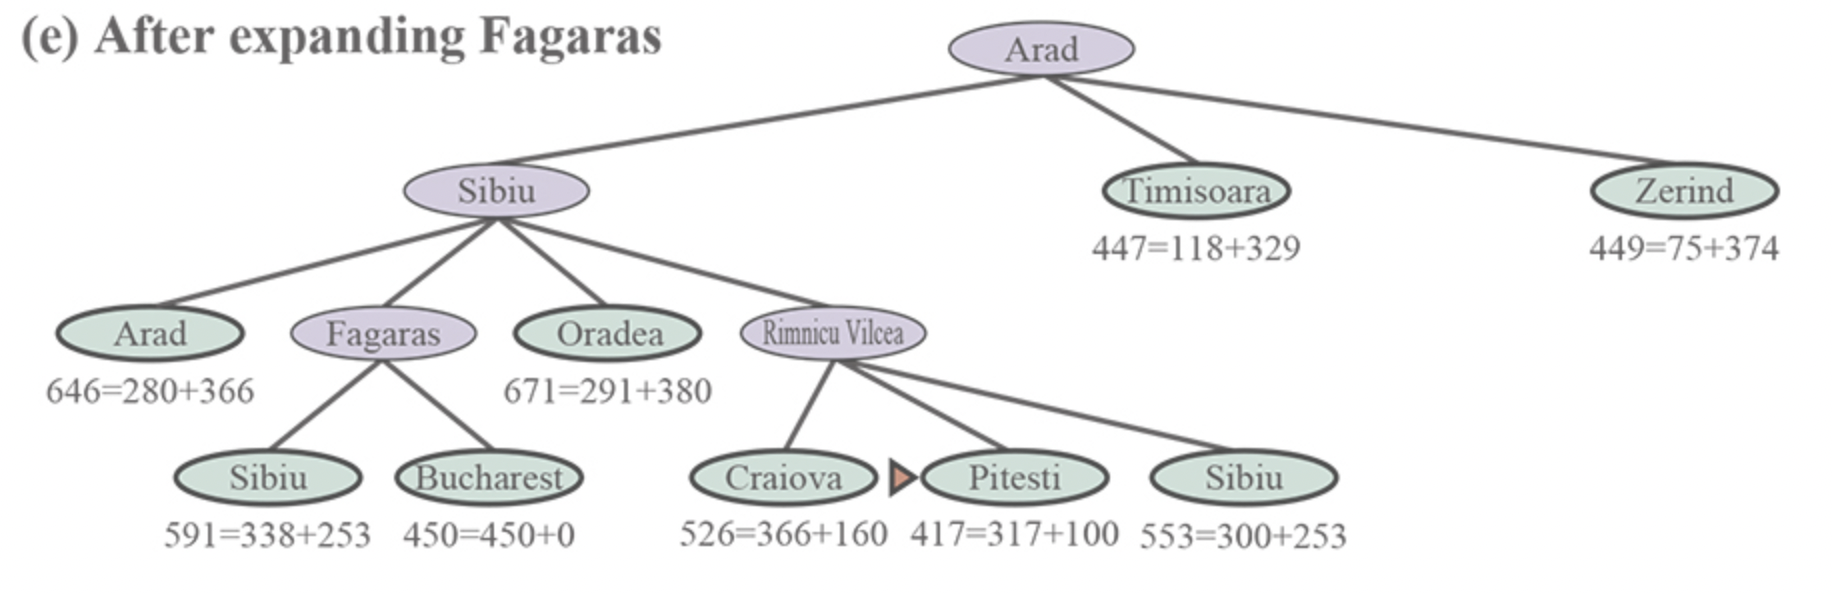 (e) After expanding Fagaras
Arad
Sibiu
Timisoara
Zerind
447=118+329
449=75+374
Arad
Fagaras
Oradea
Rimnicu Vilcea
646=280+366
671=291+380
Sibiu
Bucharest
Craiova
Pitesti
Sibiu
591=338+253
450=450+0
526=366+160
417=317+100
553=300+253